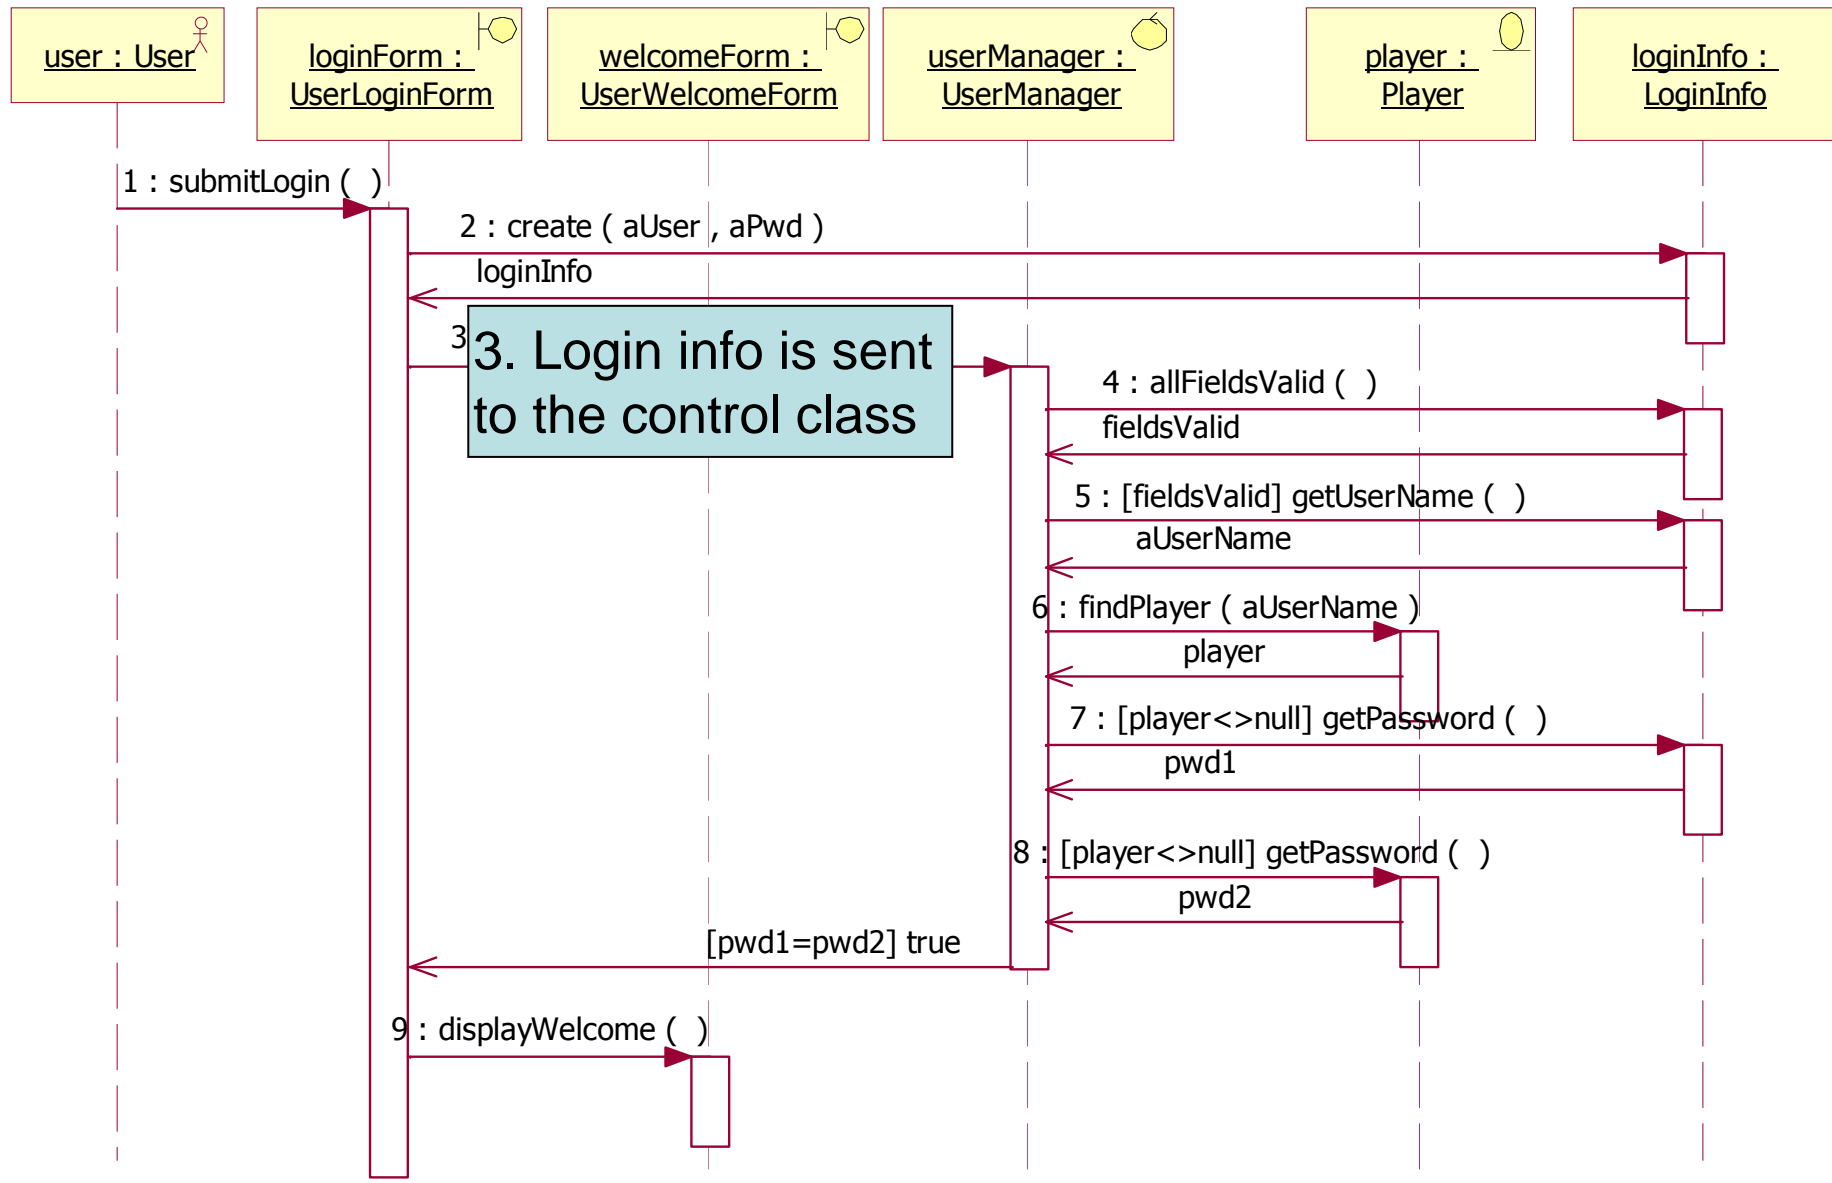 user : User
loginForm :
UserLoginForm
welcomeForm :
UserWelcomeForm
userManager :
UserManager
player :
Player
loginInfo :
LoginInfo
1 : submitLogin (  )
2 : create ( aUser , aPwd )
loginInfo
3
3. Login info is sent
to the control class
4 : allFieldsValid (  )
fieldsValid
5 : [fieldsValid] getUserName (  )
aUserName
6 : findPlayer ( aUserName )
player
7 : [player<>null] getPassword (  )
pwd1
8 : [player<>null] getPassword (  )
pwd2
[pwd1=pwd2] true
9 : displayWelcome (  )